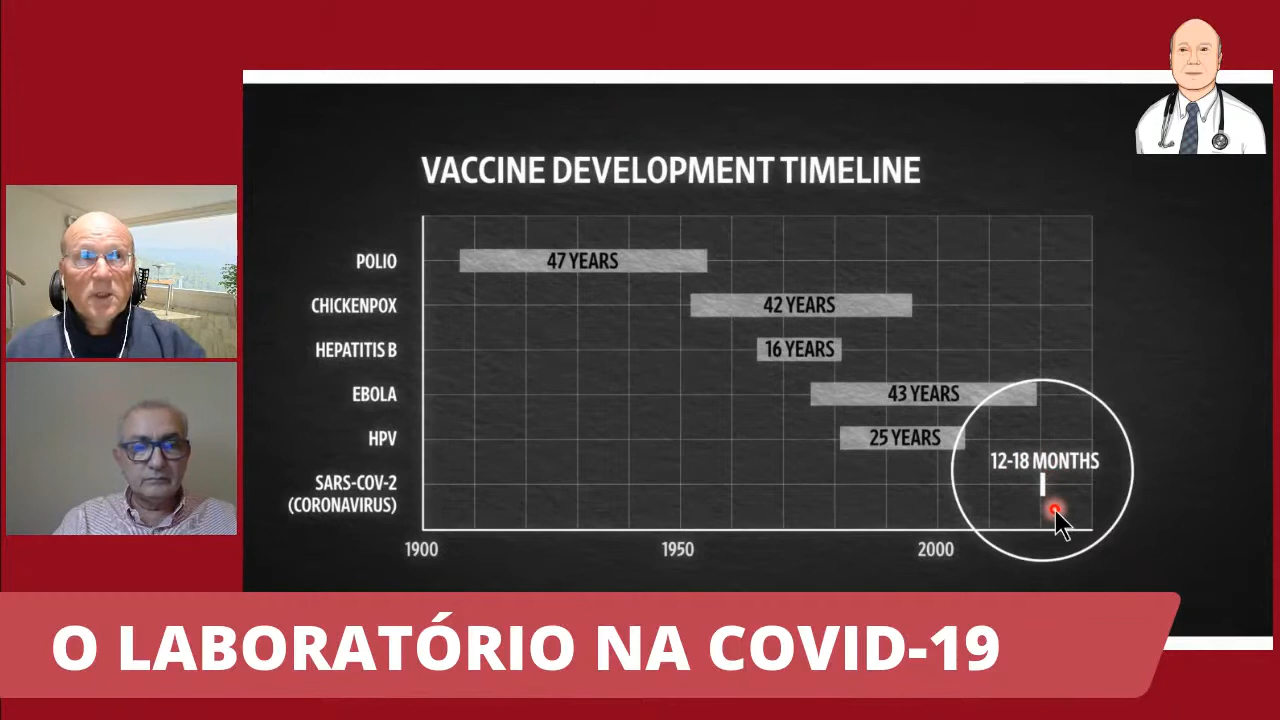 VACCINE DEVELOPMENT TIMELINE
POLIO
47 YEARS
CHICKENPOX
42 YEARS
HEPATITIS B
16 YEARS
EBOLA
43 YEARS
HPV
25 YEARS
12-18 MONTHS
SARS-COV-2
(CORONAVIRUS)
1900
1950
2000
O LABORATÓRIO NA COVID-19